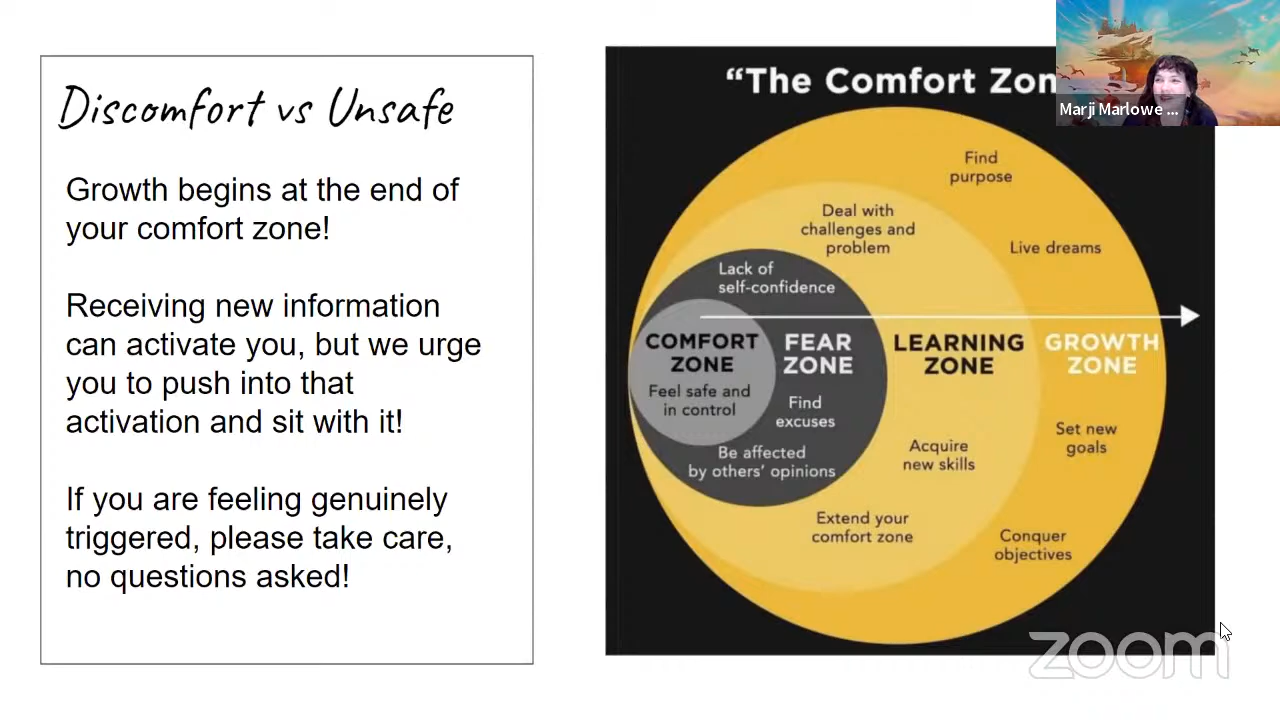 Discomfort vs Unsafe
Growth begins at the end of
your comfort zone!
Receiving new information
can activate you, but we urge
you to push into that
activation and sit with it!
If you are feeling genuinely
triggered, please take care,
no questions asked!
“The Comfort Zon
Marji Marlowe ...
Find
purpose
Deal with
challenges and
problem
Live dreams
Lack of
self-confidence
COMFORT
ZONE
Feel safe and
in control
FEAR
ZONE
Find
excuses
Be affected
by others’ opinions
LEARNING
ZONE
Acquire
new skills
Extend your
comfort zone
GROWTH
ZONE
Set new
goals
Conquer
objectives
zoom